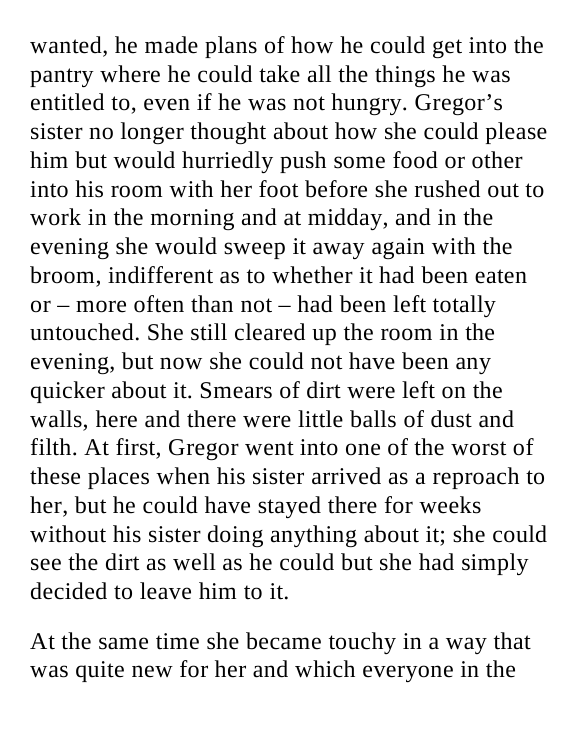 wanted, he made plans of how he could get into the
pantry where he could take all the things he was
entitled to, even if he was not hungry. Gregor’s
sister no longer thought about how she could please
him but would hurriedly push some food or other
into his room with her foot before she rushed out to
work in the morning and at midday, and in the
evening she would sweep it away again with the
broom, indifferent as to whether it had been eaten
or – more often than not – had been left totally
untouched. She still cleared up the room in the
evening, but now she could not have been any
quicker about it. Smears of dirt were left on the
walls, here and there were little balls of dust and
filth. At first, Gregor went into one of the worst of
these places when his sister arrived as a reproach to
her, but he could have stayed there for weeks
without his sister doing anything about it; she could
see the dirt as well as he could but she had simply
decided to leave him to it.
At the same time she became touchy in a way that
was quite new for her and which everyone in the